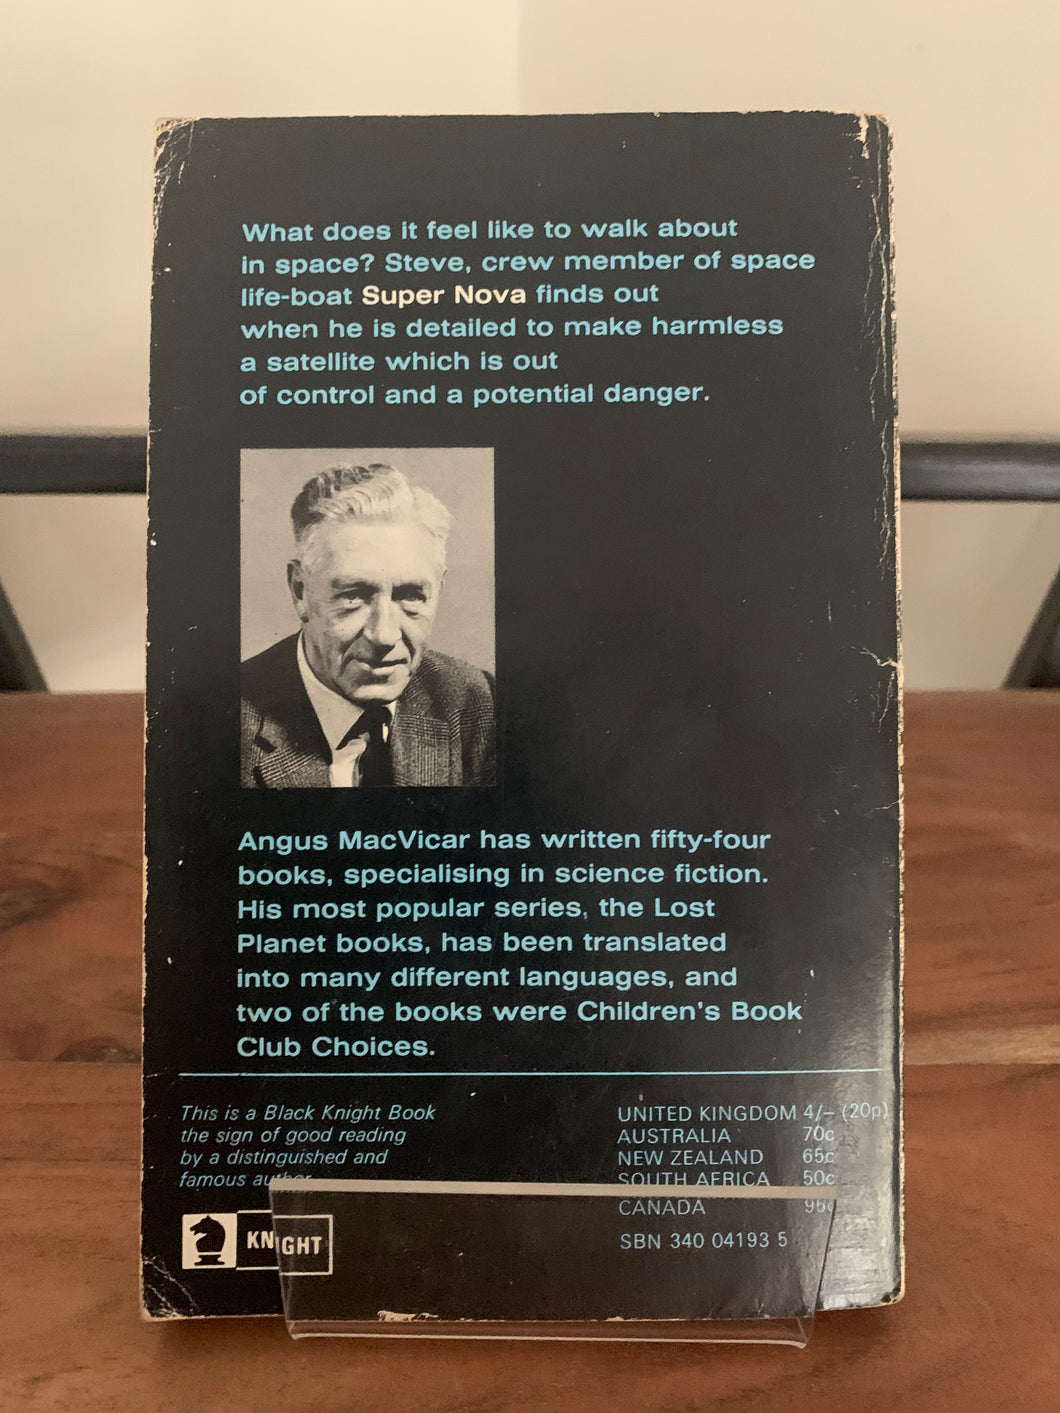 What does it feel like to walk about
in space? Steve, crew member of space
life-boat Super Nova finds out
when he is detailed to make harmless
a satellite which is out
of control and a potential danger.
Angus MacVicar has written fifty-four
books, specialising in science fiction.
His most popular series, the Lost
Planet books, has been translated
into many different languages, and
two of the books were Children's Book
Club Choices.
This is a Black Knight Book
the sign of good reading
by a distinguished and
famous author
KNIGHT
UNITED KINGDOM 4/- (20p)
AUSTRALIA 70c
NEW ZEALAND 65c
SOUTH AFRICA 50c
CANADA 95c
SBN 340 04193 5